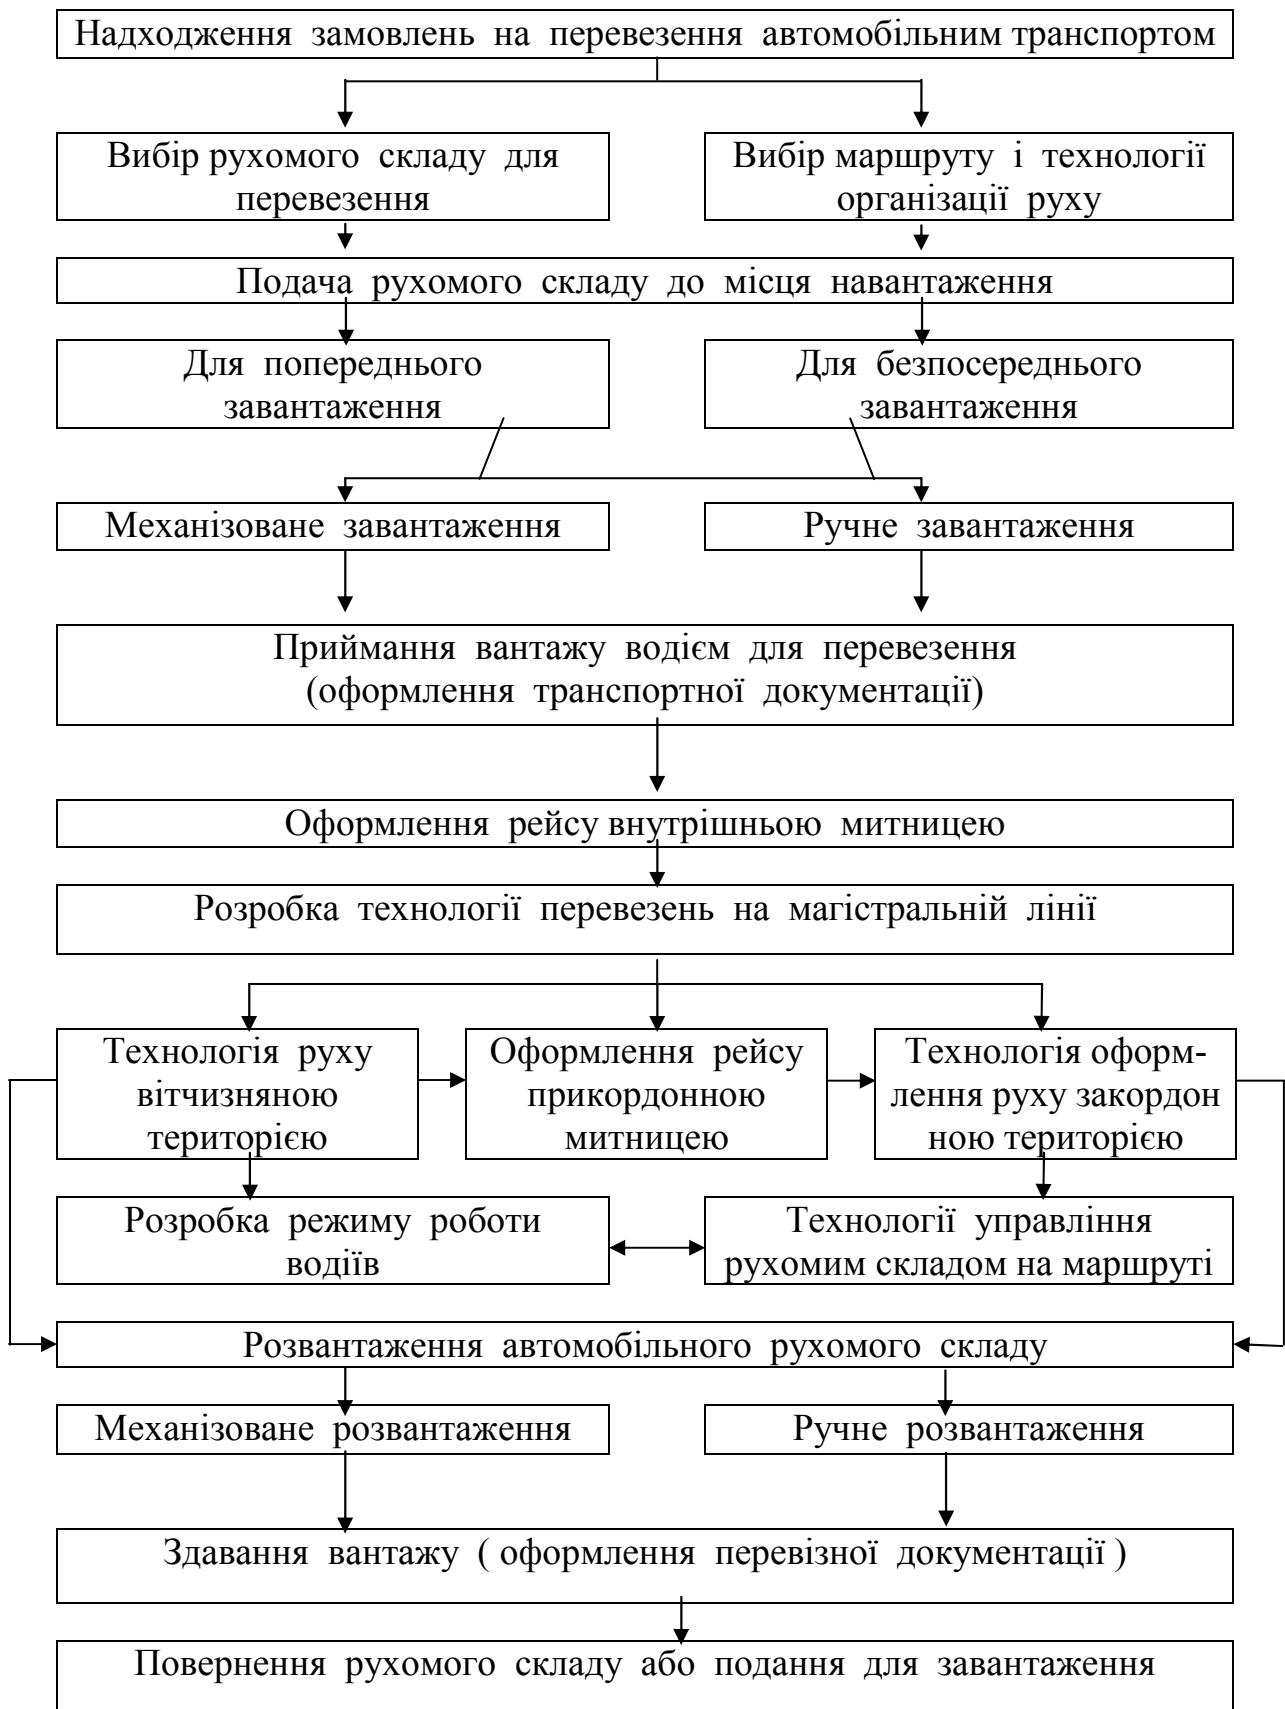 Надходження замовлень на перевезення автомобільним транспортом
Вибір рухомого складу для
перевезення
Вибір маршруту і технології
організації руху
Подача рухомого складу до місця навантаження
Для попереднього
завантаження
Для безпосереднього
завантаження
Механізоване завантаження
Ручне завантаження
Приймання вантажу водієм для перевезення
(оформлення транспортної документації)
Оформлення рейсу внутрішньою митницею
Розробка технології перевезень на магістральній лінії
Технологія руху
вітчизняною
територією
Оформлення рейсу
прикордонною
митницею
Технологія оформ-
лення руху закордон
ною територією
Розробка режиму роботи
водіїв
Технології управління
рухомим складом на маршруті
Розвантаження автомобільного рухомого складу
Механізоване розвантаження
Ручне розвантаження
Здавання вантажу ( оформлення перевізної документації )
Повернення рухомого складу або подання для завантаження